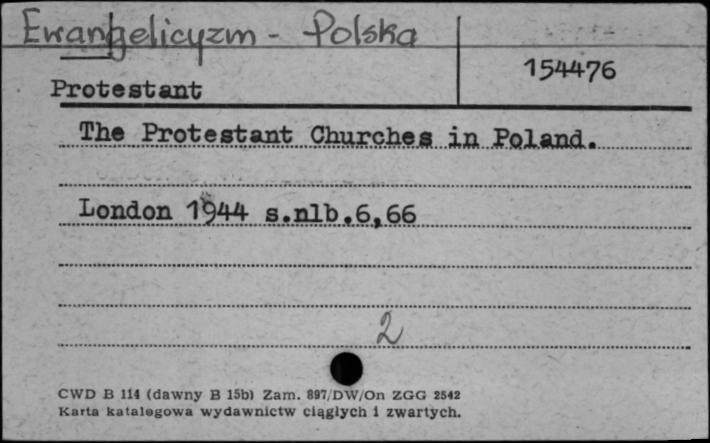 Ewangelicyzm - Polska
154476
Protestant
The Protestant Churches in Poland.
London 1944 s.nlb.6,66
2
CWD B 114 (dawny B 15b) Zam. 897/DW/On ZGG 2542
Karta katalogowa wydawnictw ciągłych i zwartych.